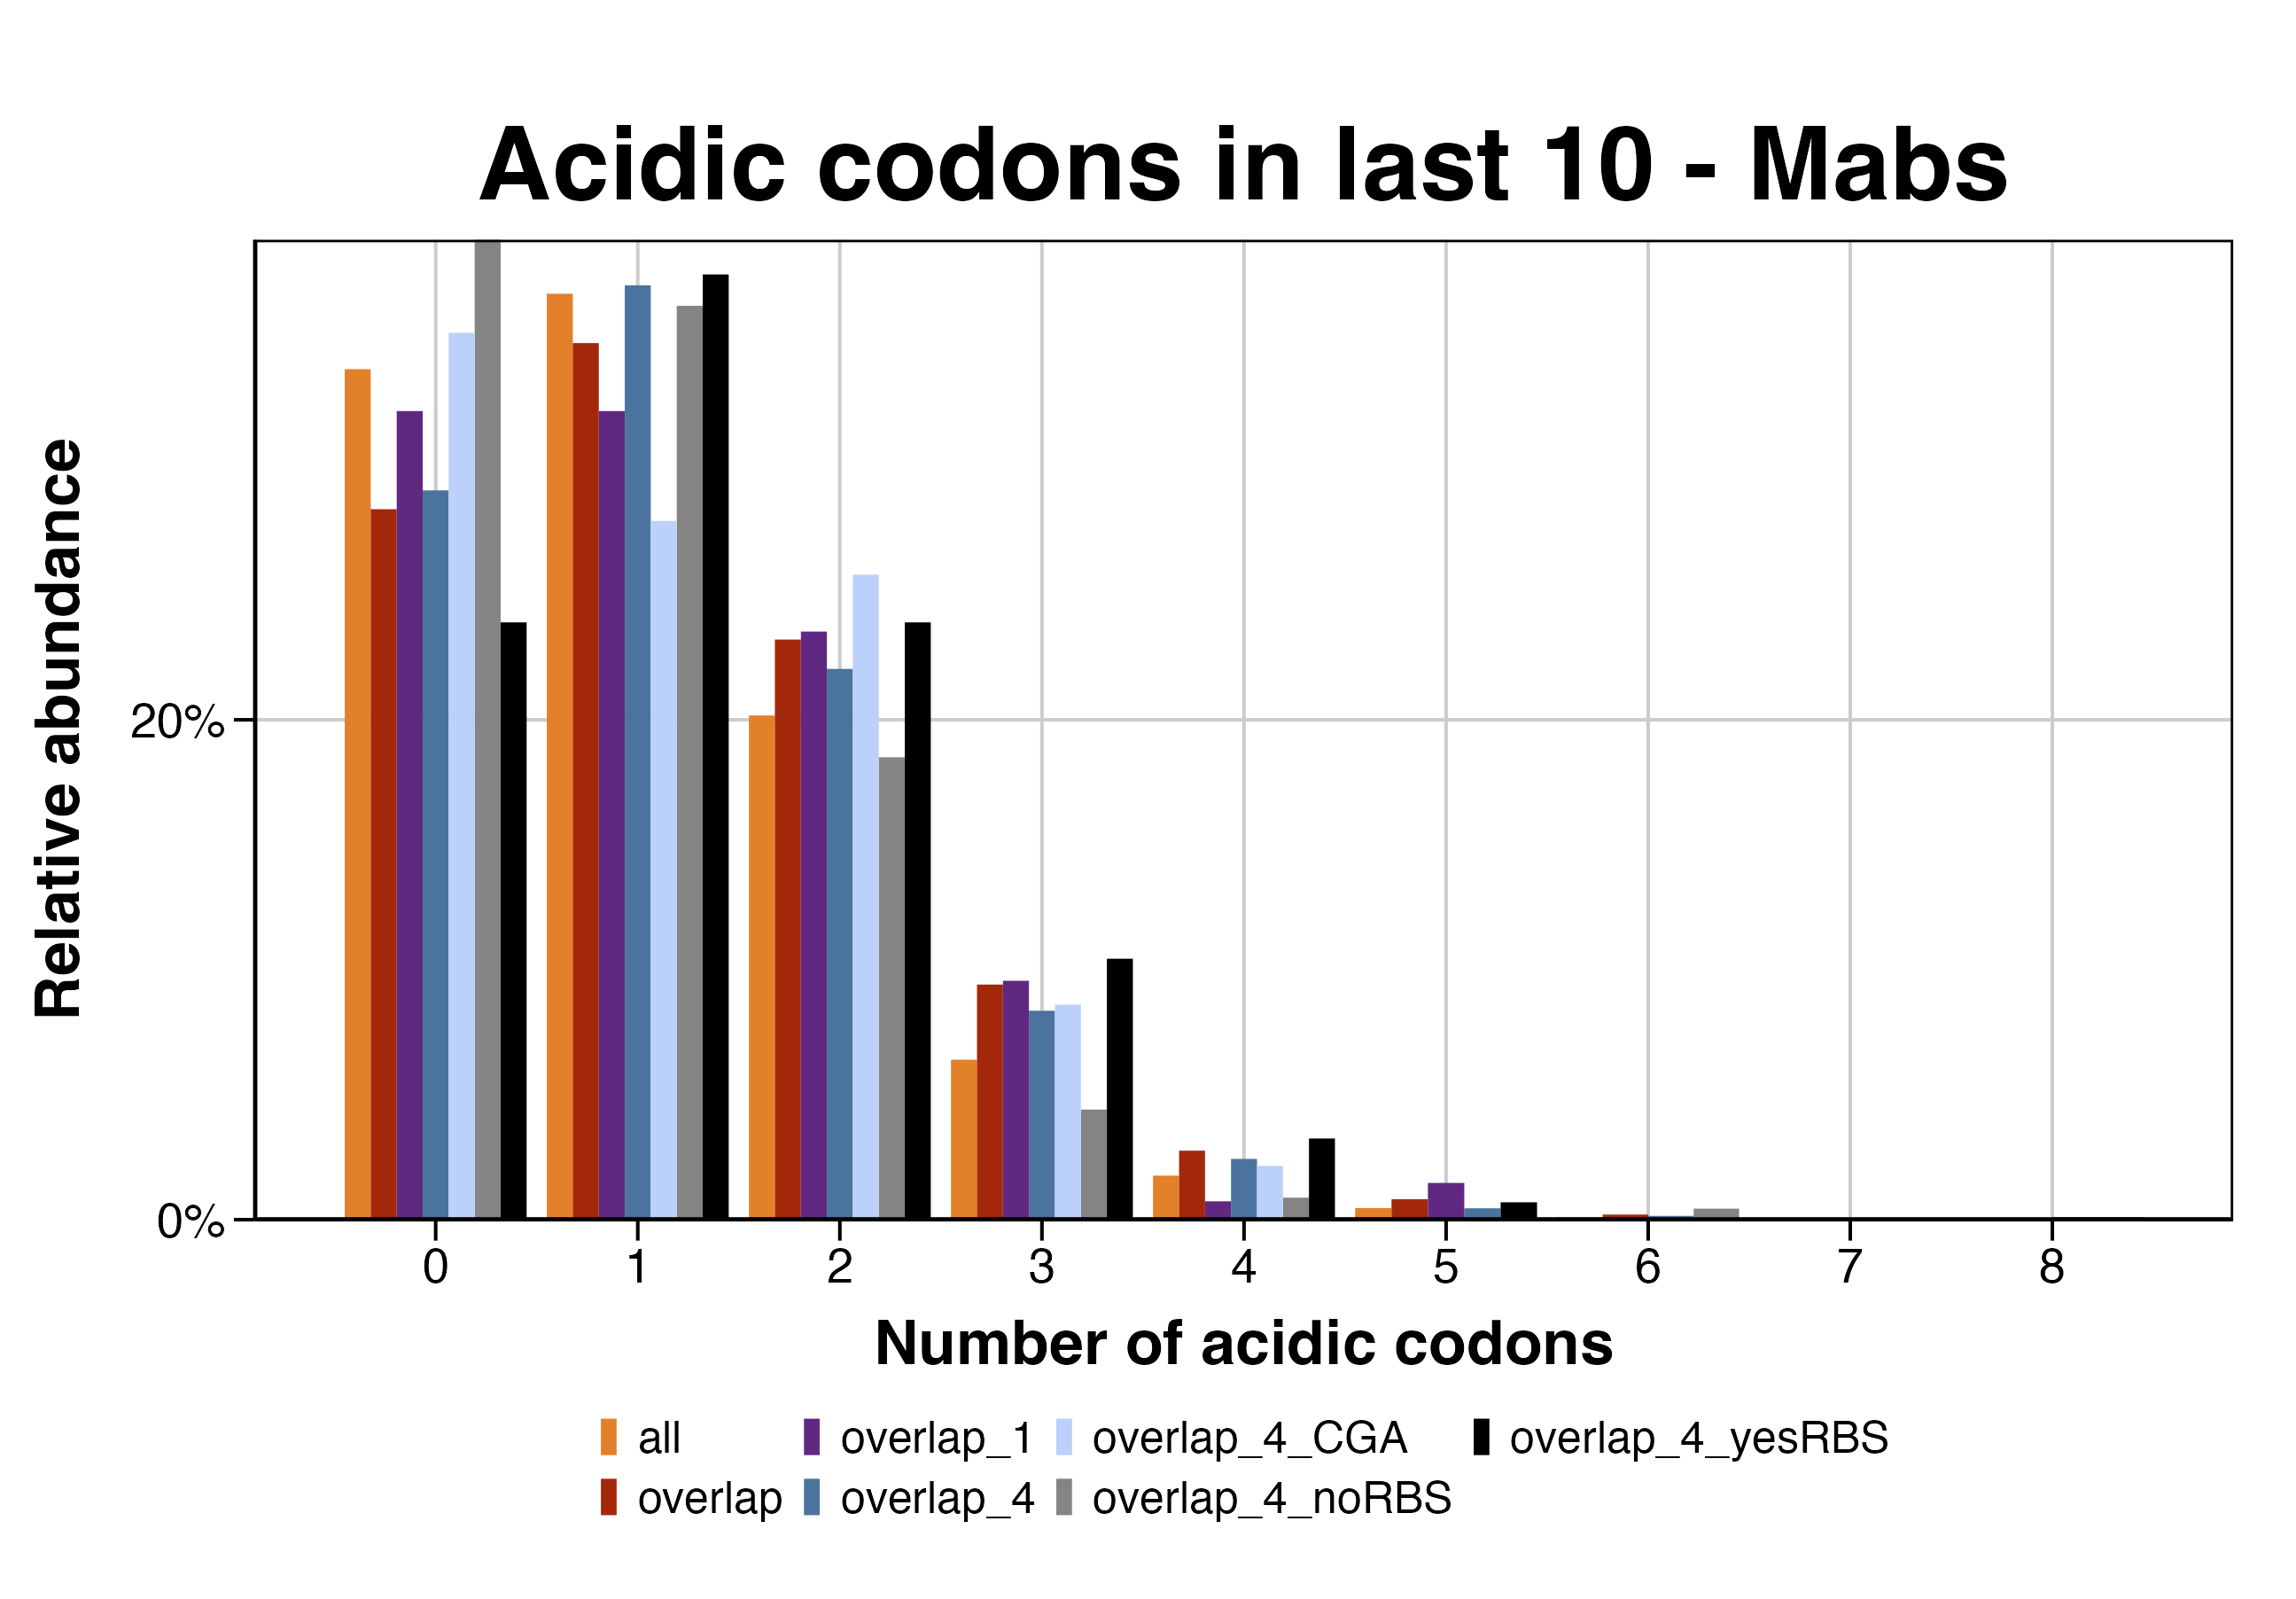 Acidic codons in last 10 - Mabs
Relative abundance
20%
0%
0 1 2 3 4 5 6 7 8
Number of acidic codons
all overlap_1 overlap_4_CGA overlap_4_yesRBS
overlap overlap_4 overlap_4_noRBS